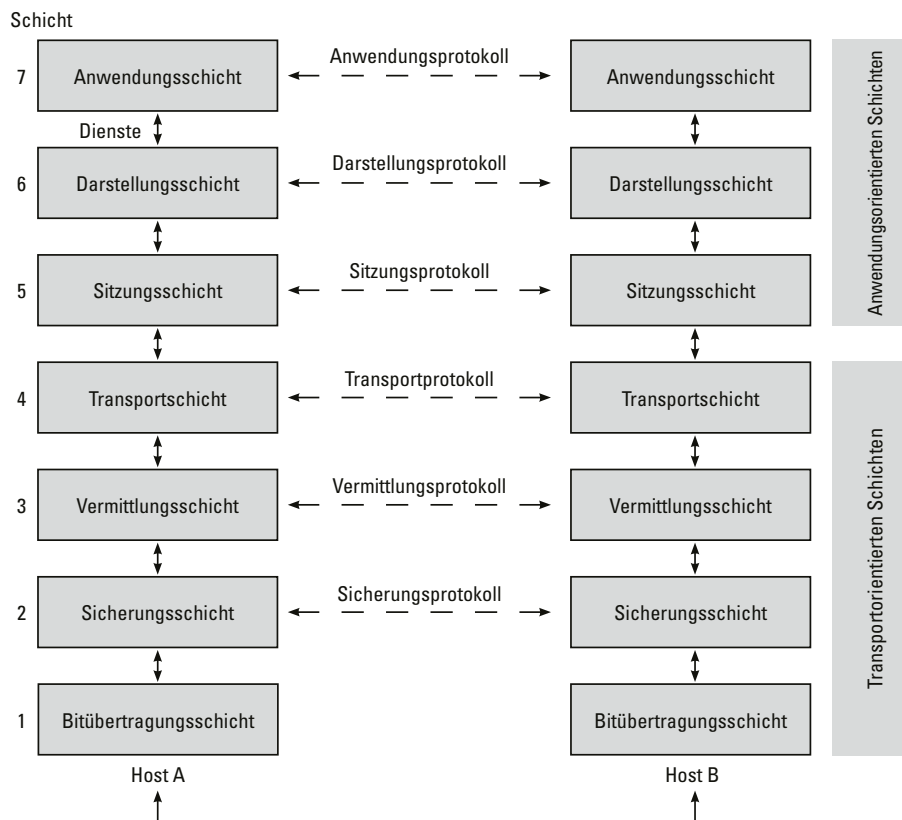 Schicht
7 Anwendungsschicht Anwendungsprotokoll Anwendungsschicht
Dienste
6 Darstellungsschicht Darstellungsprotokoll Darstellungsschicht
5 Sitzungsschicht Sitzungsprotokoll Sitzungsschicht
Anwendungsorientierten Schichten
4 Transportschicht Transportprotokoll Transportschicht
3 Vermittlungsschicht Vermittlungsprotokoll Vermittlungsschicht
2 Sicherungsschicht Sicherungsprotokoll Sicherungsschicht
1 Bitübertragungsschicht Bitübertragungsschicht
Transportorientierten Schichten
Host A Host B